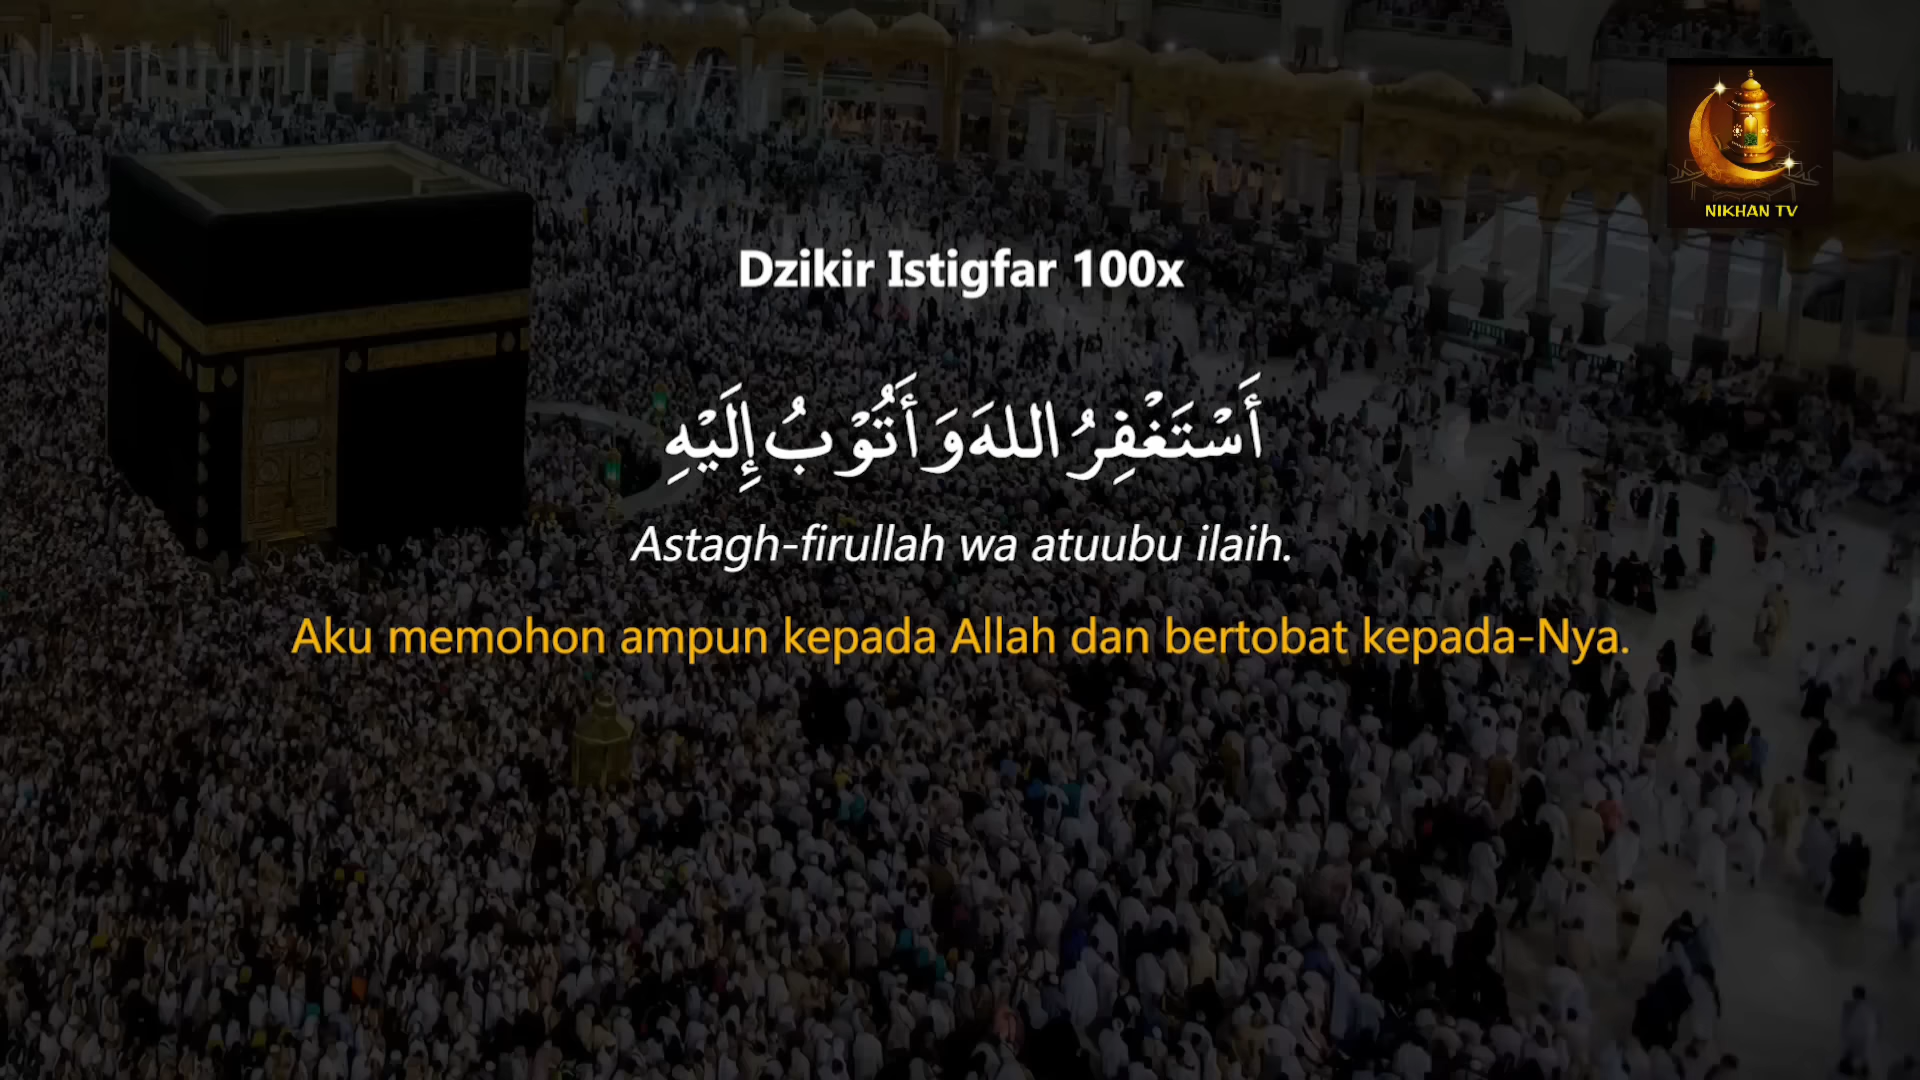 NIKHAN TV
Dzikir Istigfar 100x
أَسْتَغْفِرُ اللهَ وَ أَتُوْبُ إِلَيْهِ
Astagh-firullah wa atuubu ilaih.
Aku memohon ampun kepada Allah dan bertobat kepada-Nya.